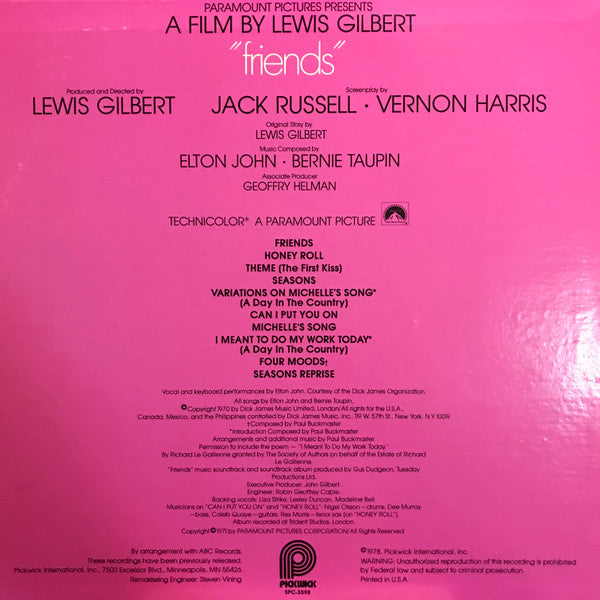 PARAMOUNT PICTURES PRESENTS
A FILM BY LEWIS GILBERT
"friends"
Produced and Directed by
LEWIS GILBERT
Screenplay by
JACK RUSSELL • VERNON HARRIS
Original Story by
LEWIS GILBERT
Music Composed by
ELTON JOHN • BERNIE TAUPIN
Associate Producer
GEOFFRY HELMAN
TECHNICOLOR® A PARAMOUNT PICTURE
FRIENDS
HONEY ROLL
THEME (The First Kiss)
SEASONS
VARIATIONS ON MICHELLE'S SONG*
(A Day In The Country)
CAN I PUT YOU ON
MICHELLE'S SONG
I MEANT TO DO MY WORK TODAY*
(A Day In The Country)
FOUR MOODS†
SEASONS REPRISE
Vocal and keyboard performances by Elton John, Courtesy of the Dick James Organization.
All songs by Elton John and Bernie Taupin,
©Copyright 1970 by Dick James Music Limited, London/All rights for the U.S.A.,
Canada, Mexico, and the Philippines controlled by Dick James Music, Inc., 119 W. 57th St., New York, N.Y. 10019
†Composed by Paul Buckmaster
*Introduction Composed by Paul Buckmaster
Arrangements and additional music by Paul Buckmaster
Permission to include the poem — "I Meant To Do My Work Today."
By Richard Le Gallienne granted by The Society of Authors on behalf of the Estate of Richard
Le Gallienne.
"Friends" music soundtrack and soundtrack album produced by Gus Dudgeon, Tuesday
Productions Ltd.
Executive Producer: John Gilbert.
Engineer: Robin Geoffrey Cable.
Backing vocals: Liza Strike, Lesley Duncan, Madeline Bell
Musicians on "CAN I PUT YOU ON" and "HONEY ROLL": Nigel Olsson — drums; Dee Murray
—bass; Caleb Quaye — guitars; Rex Morris — tenor sax (on "HONEY ROLL").
Album recorded at Trident Studios, London.
Copyright©1971 by PARAMOUNT PICTURES CORPORATION/All Rights Reserved
By arrangement with ABC Records
These recordings have been previously released.
Pickwick International, Inc., 7500 Excelsior Blvd., Minneapolis, MN 55426
Remastering Engineer: Steven Vining
PICKWICK
SPC-3598
©1978, Pickwick International, Inc.
WARNING: Unauthorized reproduction of this recording is prohibited
by Federal law and subject to criminal prosecution.
Printed in U.S.A.